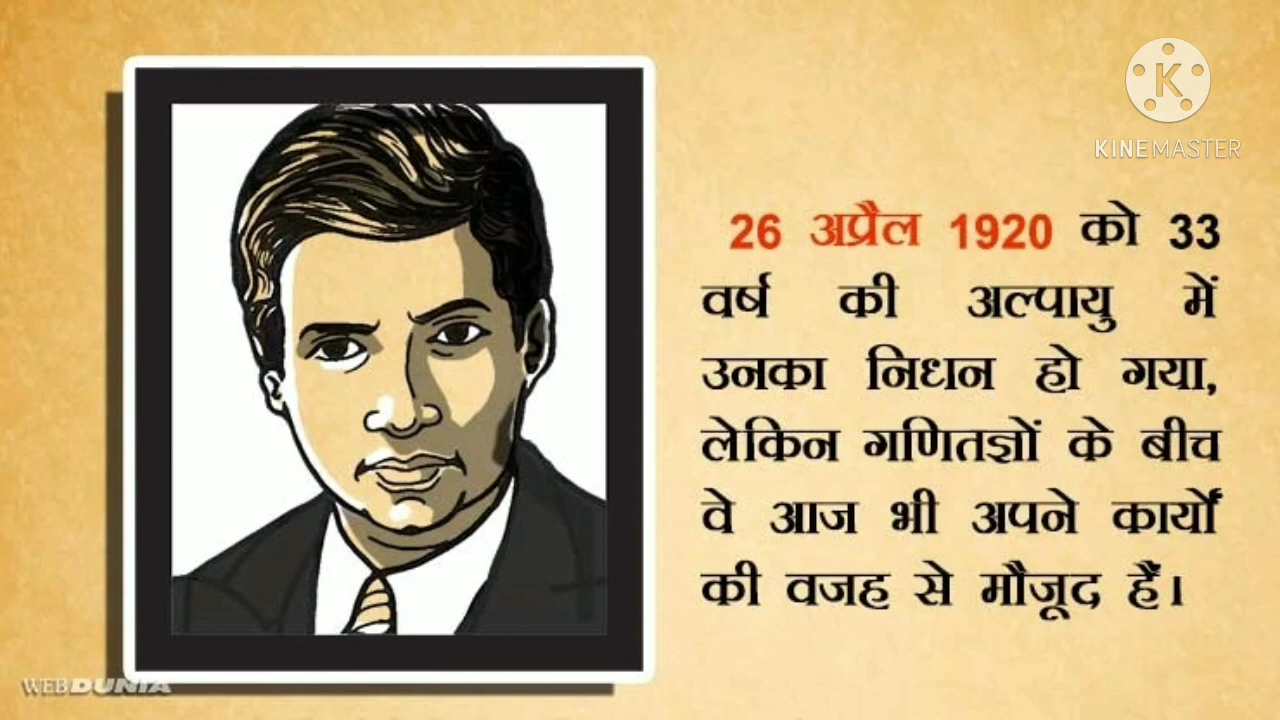 K
KINEMASTER
26 अप्रैल 1920 को 33
वर्ष की अल्पायु में
उनका निधन हो गया,
लेकिन गणितज्ञों के बीच
वे आज भी अपने कार्यों
की वजह से मौजूद हैं।
WEBDUNIA